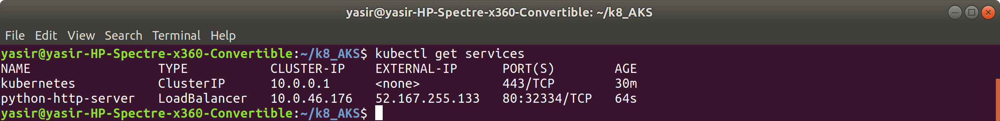 yasir@yasir-HP-Spectre-x360-Convertible: ~/k8_AKS
File Edit View Search Terminal Help
yasir@yasir-HP-Spectre-x360-Convertible:~/k8_AKS$ kubectl get services
NAME TYPE CLUSTER-IP EXTERNAL-IP PORT(S) AGE
kubernetes ClusterIP 10.0.0.1 <none> 443/TCP 30m
python-http-server LoadBalancer 10.0.46.176 52.167.255.133 80:32334/TCP 64s
yasir@yasir-HP-Spectre-x360-Convertible:~/k8_AKS$